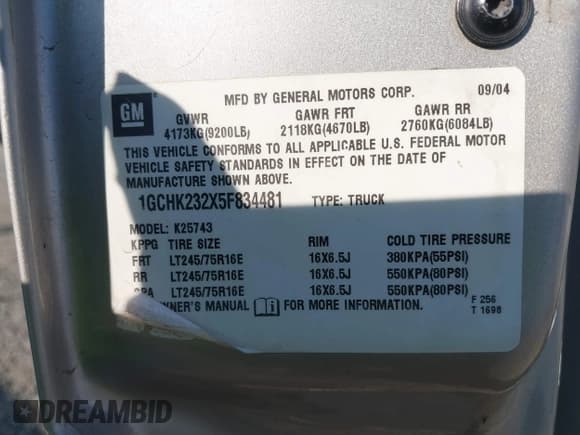 GM
MFD BY GENERAL MOTORS CORP. 09/04
GVWR GAWR FRT GAWR RR
4173KG(9200LB) 2118KG(4670LB) 2760KG(6084LB)
THIS VEHICLE CONFORMS TO ALL APPLICABLE U.S. FEDERAL MOTOR
VEHICLE SAFETY STANDARDS IN EFFECT ON THE DATE OF
MANUFACTURE SHOWN ABOVE.
1GCHK232X5F834481 TYPE: TRUCK
MODEL: K25743
KPPG TIRE SIZE RIM COLD TIRE PRESSURE
FRT LT245/75R16E 16X6.5J 380KPA(55PSI)
RR LT245/75R16E 16X6.5J 550KPA(80PSI)
SPA LT245/75R16E 16X6.5J 550KPA(80PSI)
OWNER'S MANUAL FOR MORE INFORMATION.
F 256
T 1698
DREAMBID